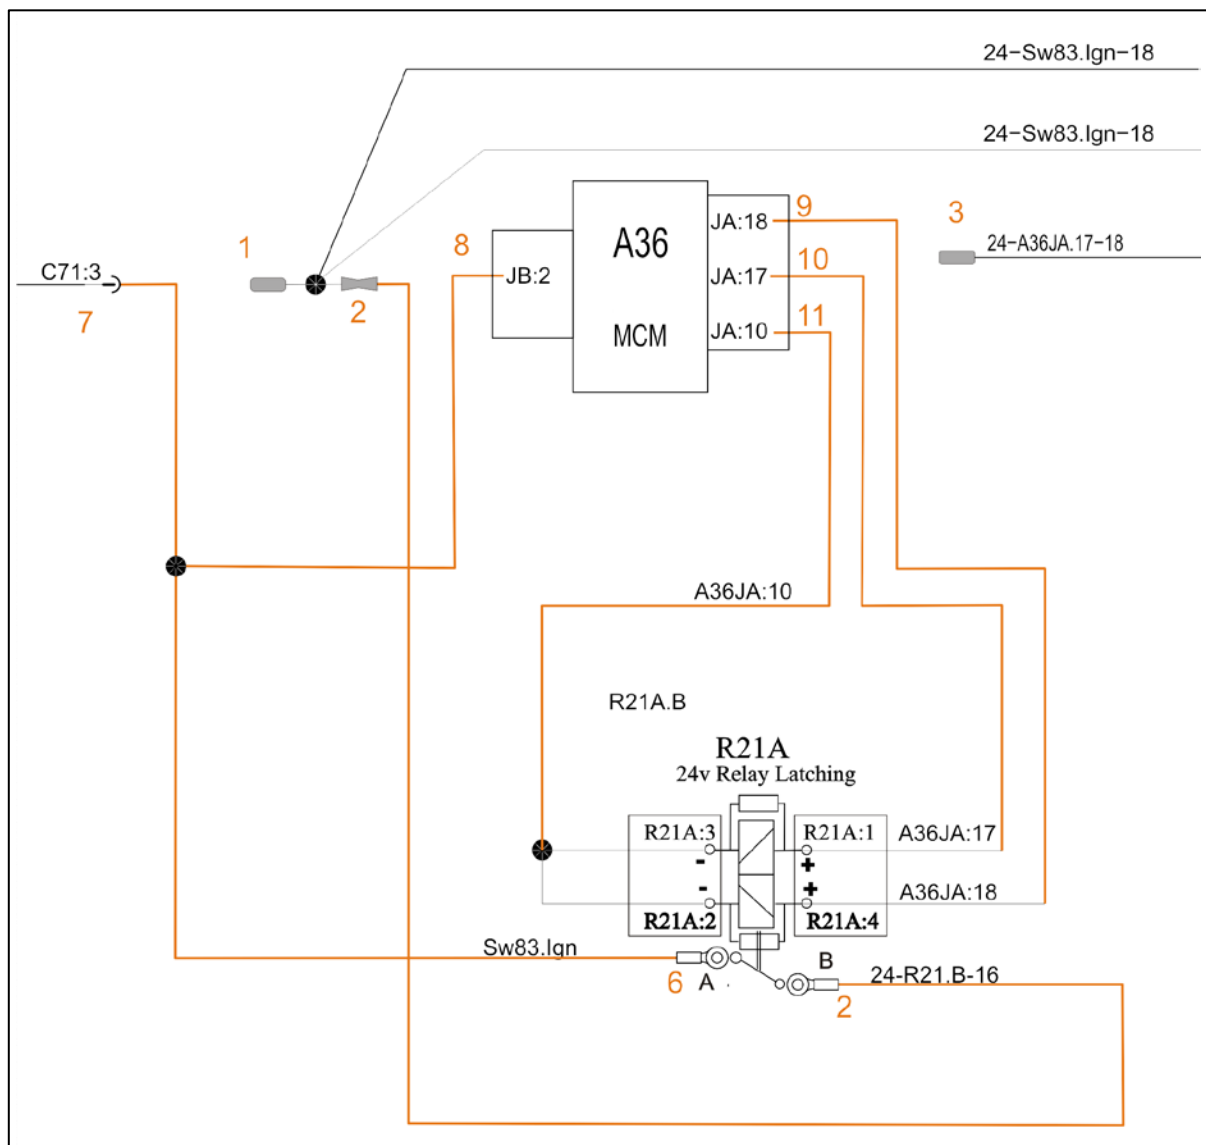 24-Sw83.Ign-18
24-Sw83.Ign-18
1
C71:3
7
2
8
JB:2
A36
MCM
JA:18
JA:17
JA:10
9
10
11
3
24-A36JA.17-18
A36JA:10
R21A.B
R21A
24v Relay Latching
R21A:3
-
-
R21A:2
R21A:1
+
+
R21A:4
A36JA:17
A36JA:18
Sw83.Ign
6
A
B
2
24-R21.B-16